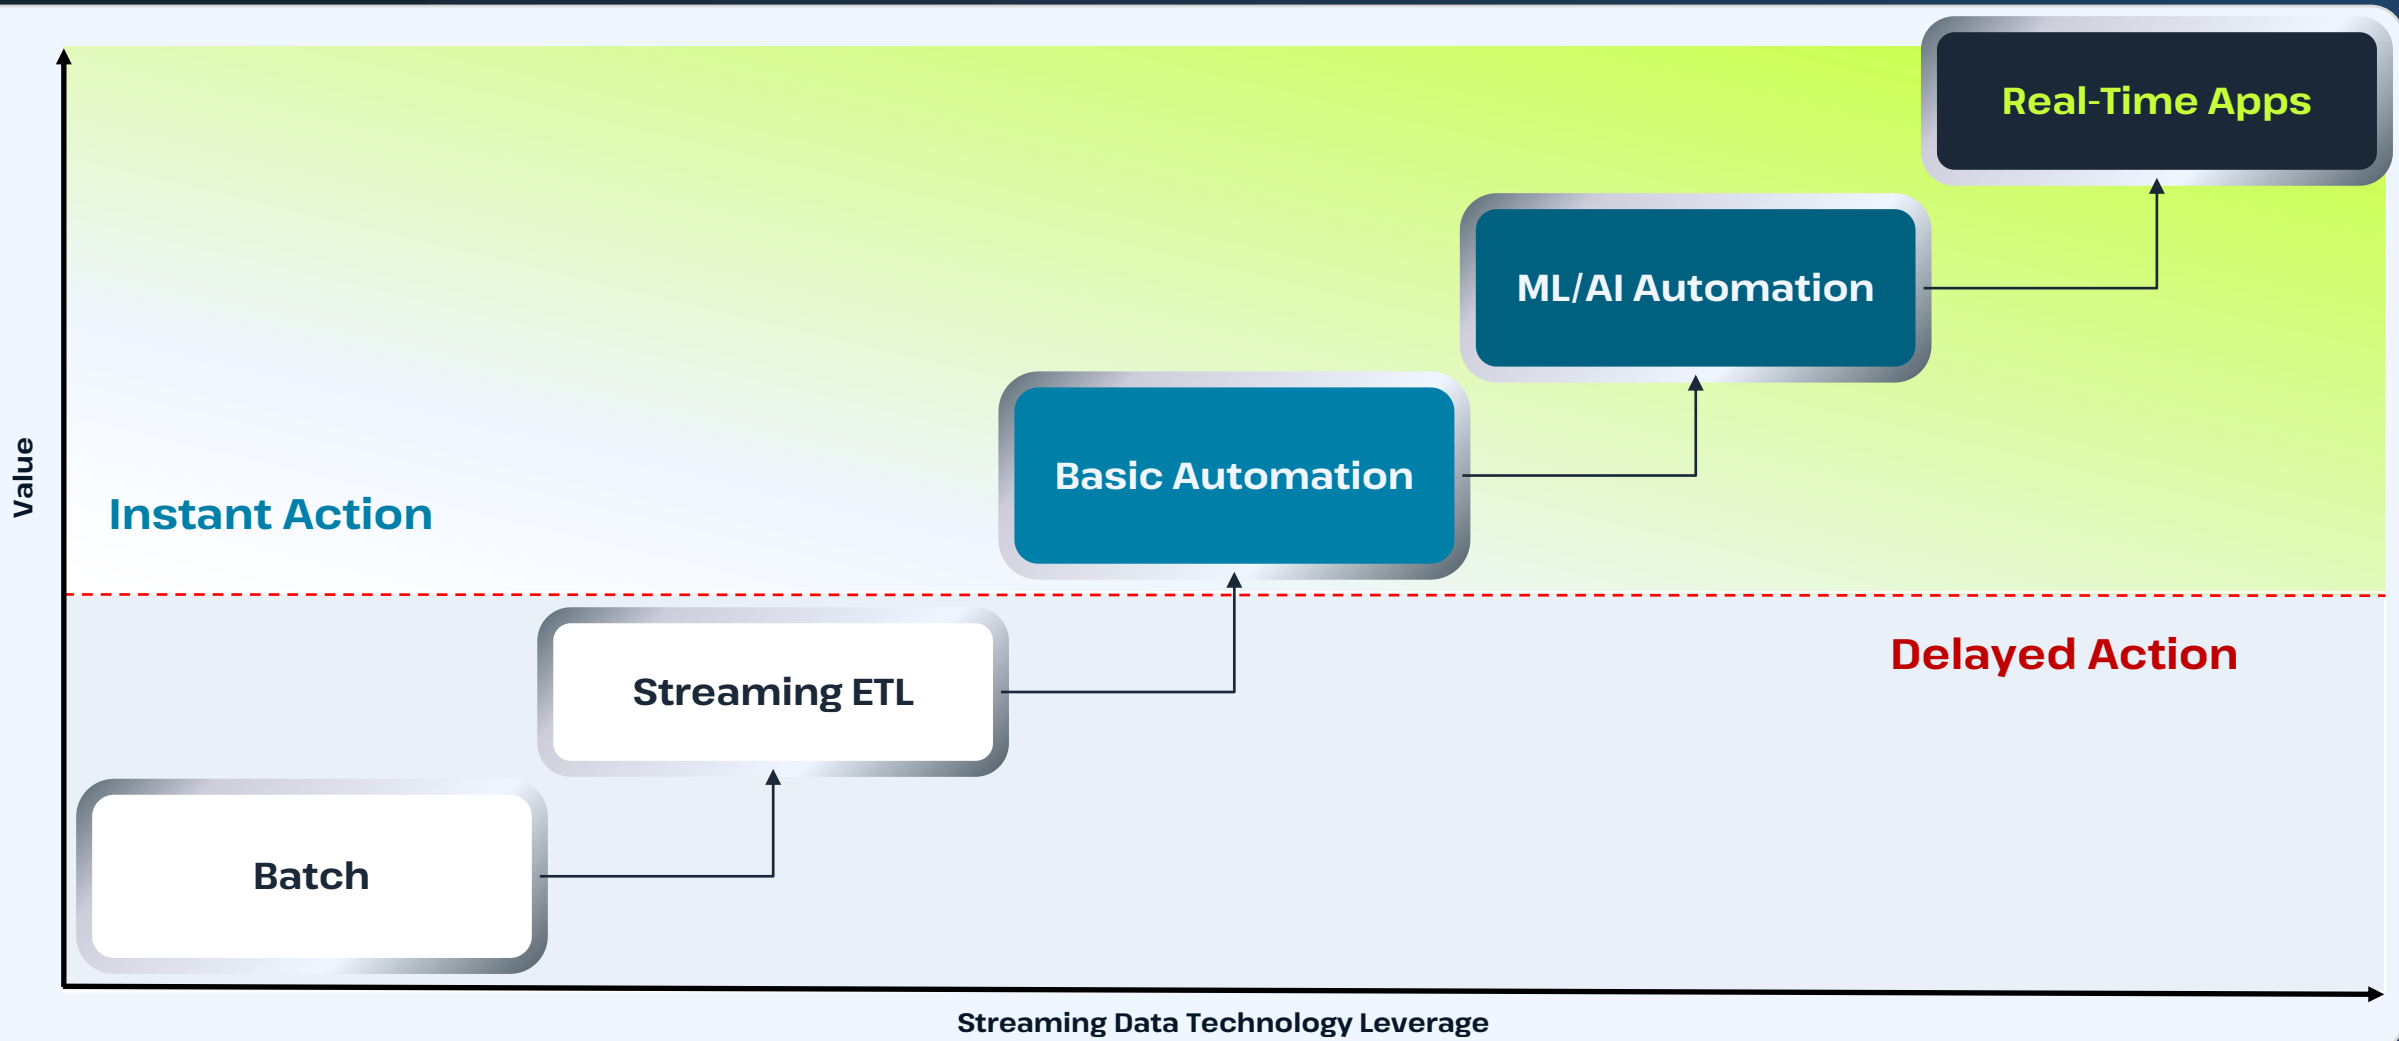 Real-Time Apps
ML/AI Automation
Basic Automation
Value
Instant Action
Delayed Action
Streaming ETL
Batch
Streaming Data Technology Leverage